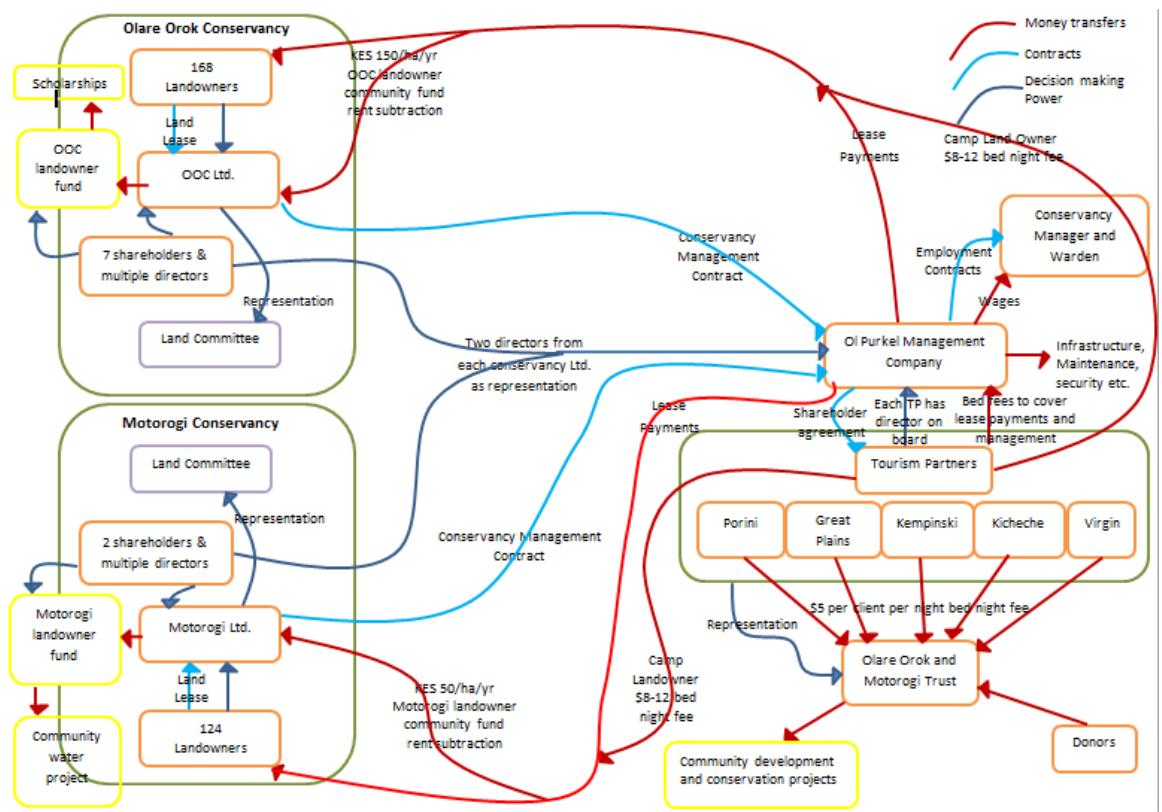 Olare Orok Conservancy
168
Landowners
Scholarships
Land
Lease
OOC
landowner
fund
OOC Ltd.
7 shareholders &
multiple directors
Representation
Land Committee
KES 150/ha/yr
OOC landowner
community fund
rent subtraction
Money transfers
Contracts
Decision making
Power
Lease
Payments
Camp Land Owner
$8-12 bed night fee
Conservancy
Management
Contract
Conservancy
Manager and
Warden
Employment
Contracts
Wages
Two directors from
each conservancy Ltd.
as representation
Ol Purkel Management
Company
Infrastructure,
Maintenance,
security etc.
Lease
Payments
Shareholder
agreement
Each TP has
director on
board
Bed fees to cover
lease payments and
management
Tourism Partners
Porini
Great
Plains
Kempinski
Kicheche
Virgin
Motorogi Conservancy
Land Committee
Representation
2 shareholders &
multiple directors
Conservancy Management
Contract
Motorogi
landowner
fund
Motorogi Ltd.
Land
Lease
124
Landowners
Community
water
project
KES 50/ha/yr
Motorogi landowner
community fund
rent subtraction
Camp
Landowner
$8-12 bed
night fee
$5 per client per night bed night fee
Representation
Olare Orok and
Motorogi Trust
Donors
Community development
and conservation projects